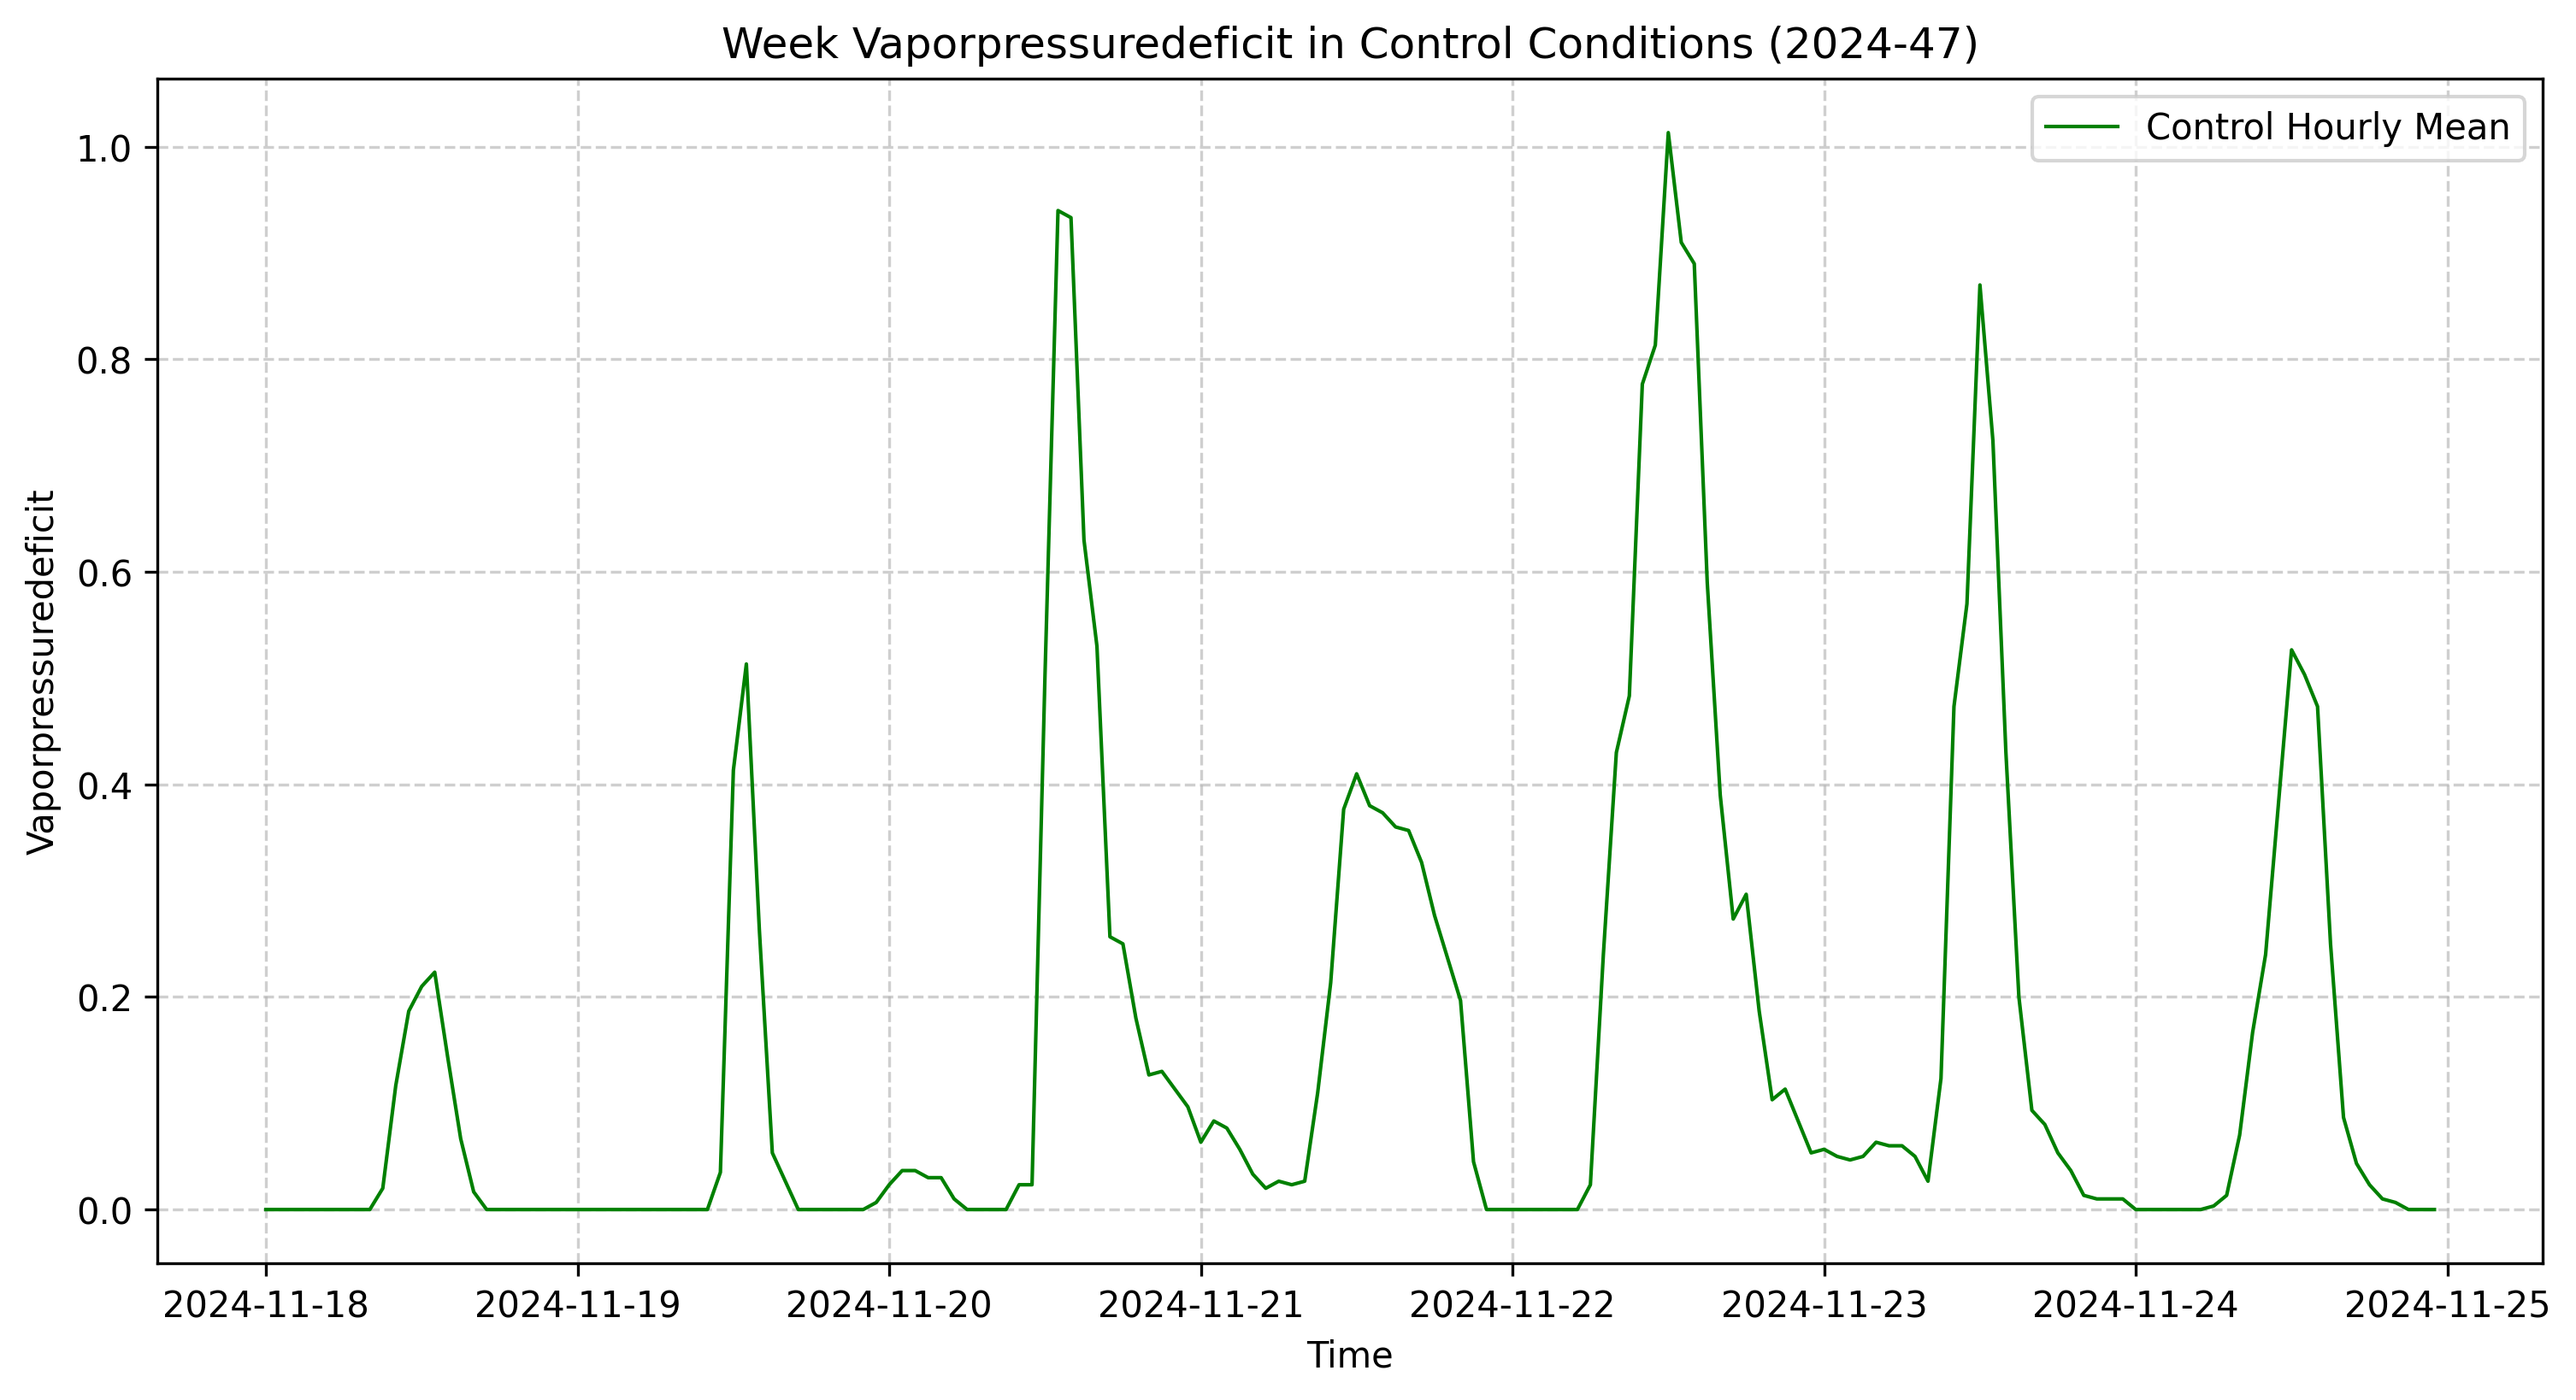 Week Vaporpressuredeficit in Control Conditions (2024-47)
Control Hourly Mean
1.0
0.8
0.6
0.4
0.2
0.0
Vaporpressuredeficit
2024-11-18 2024-11-19 2024-11-20 2024-11-21 2024-11-22 2024-11-23 2024-11-24 2024-11-25
Time